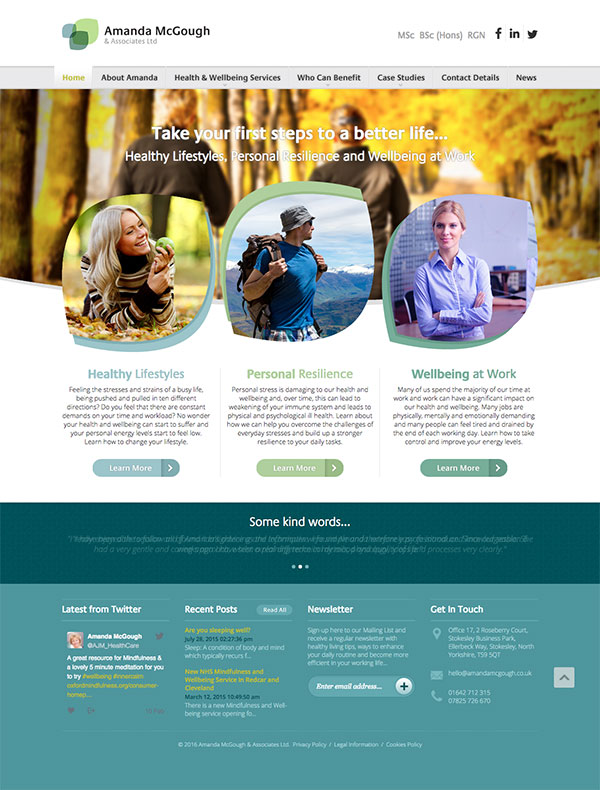 Amanda McGough
& Associates Ltd
MSc BSc (Hons) RGN
Home
About Amanda
Health & Wellbeing Services
Who Can Benefit
Case Studies
Contact Details
News
Take your first steps to a better life...
Healthy Lifestyles, Personal Resilience and Wellbeing at Work
Healthy Lifestyles
Feeling the stresses and strains of a busy life,
being pushed and pulled in ten different
directions? Do you feel that there are constant
demands on your time and workload? No wonder
your health and wellbeing can start to suffer and
your personal energy levels start to feel low.
Learn how to change your lifestyle.
Learn More
Personal Resilience
Personal stress is damaging to our health and
wellbeing and, over time, this can lead to
weakening of your immune system and leads to
physical and psychological ill health. Learn about
how we can help you overcome the challenges of
everyday stresses and build up a stronger
resilience to your daily tasks.
Learn More
Wellbeing at Work
Many of us spend the majority of our time at
work and work can have a significant impact on
our health and wellbeing. Many jobs are
physically, mentally and emotionally demanding
and many people can feel tired and drained by
the end of each working day. Learn how to take
control and improve your energy levels.
Learn More
Some kind words...
Latest from Twitter
Amanda McGough
@AJM_HealthCare
A great resource for Mindfulness &
a lovely 5 minute meditation for you
to try #wellbeing #innercalm
oxfordmindfulness.org/consumer-
homep...
Recent Posts
Read All
Are you sleeping well?
July 28, 2015 02:27:36 pm
Sleep: A condition of body and mind
which typically recurs f...
New NHS Mindfulness and
Wellbeing Service in Redcar and
Cleveland
March 12, 2015 10:49:50 am
There is a new Mindfulness and Well-
being service opening fo...
Newsletter
Sign up here to our Mailing List and
receive a regular newsletter with
healthy living tips, ways to enhance
your daily routine and become more
efficient in your working life...
Enter email address...
Get In Touch
Office 17, 2 Roseberry Court,
Stokesley Business Park,
Ellerbeck Way, Stokesley, North
Yorkshire, TS9 5QT
hello@amandamcgough.co.uk
01642 712 315
07825 726 670
© 2016 Amanda McGough & Associates Ltd. Privacy Policy / Legal Information / Cookies Policy